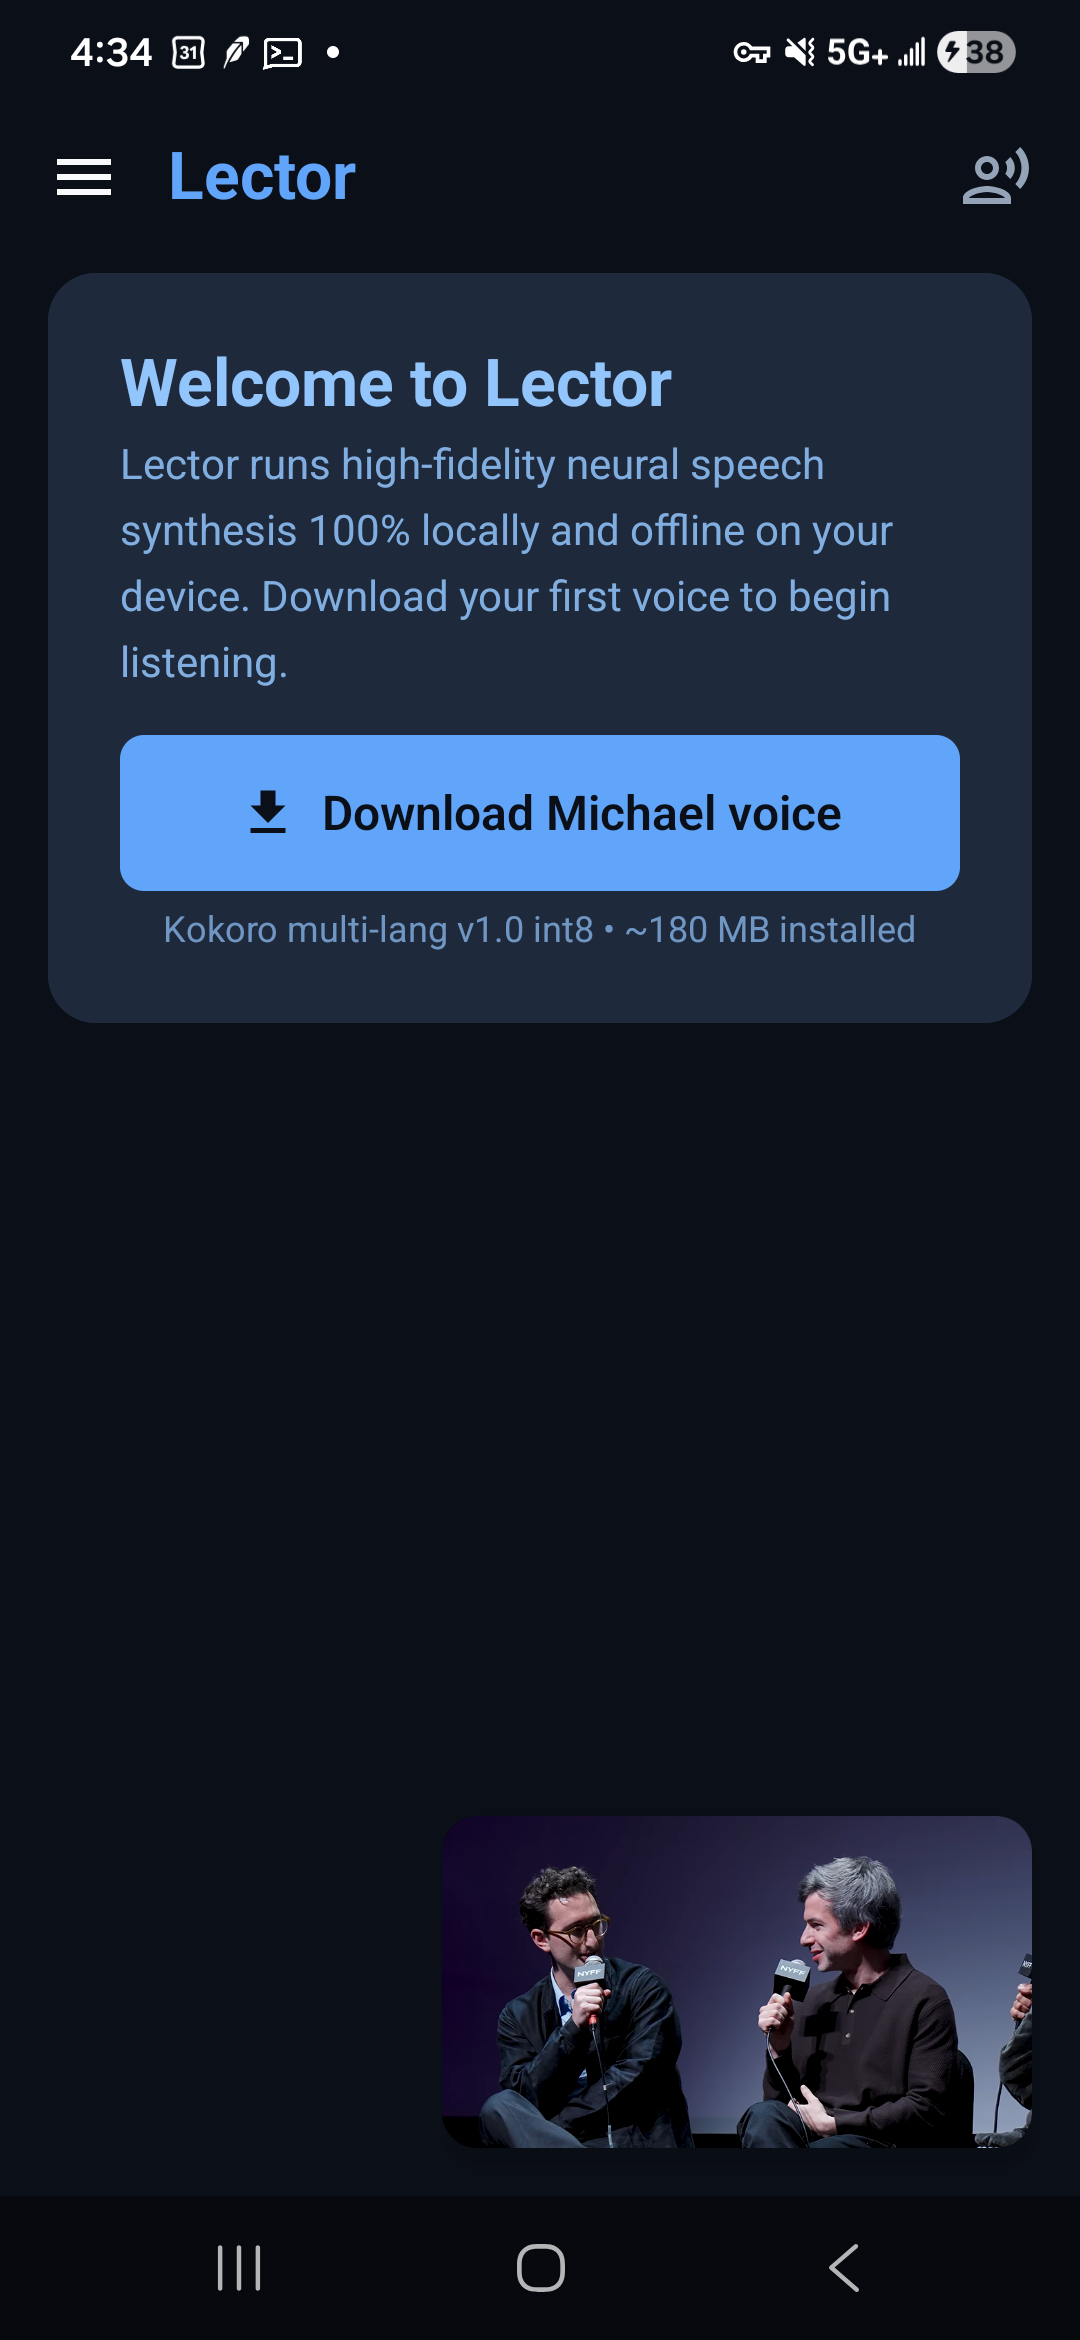 4:34 31 5G+ 38
Lector
Welcome to Lector
Lector runs high-fidelity neural speech
synthesis 100% locally and offline on your
device. Download your first voice to begin
listening.
Download Michael voice
Kokoro multi-lang v1.0 int8 • ~180 MB installed
NYFF
NYFF